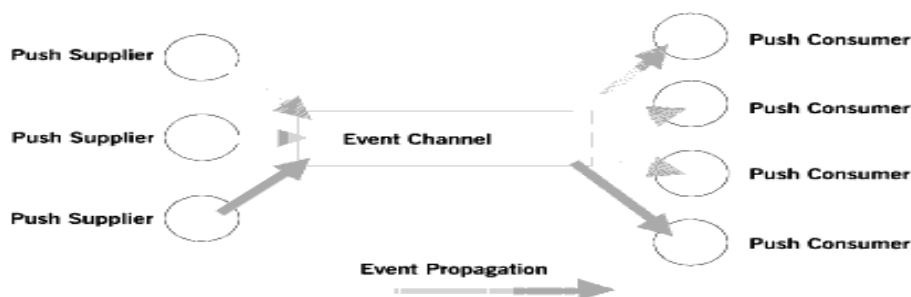 Push Supplier
Push Consumer
Push Consumer
Push Supplier
Event Channel
Push Consumer
Push Supplier
Push Consumer
Event Propagation